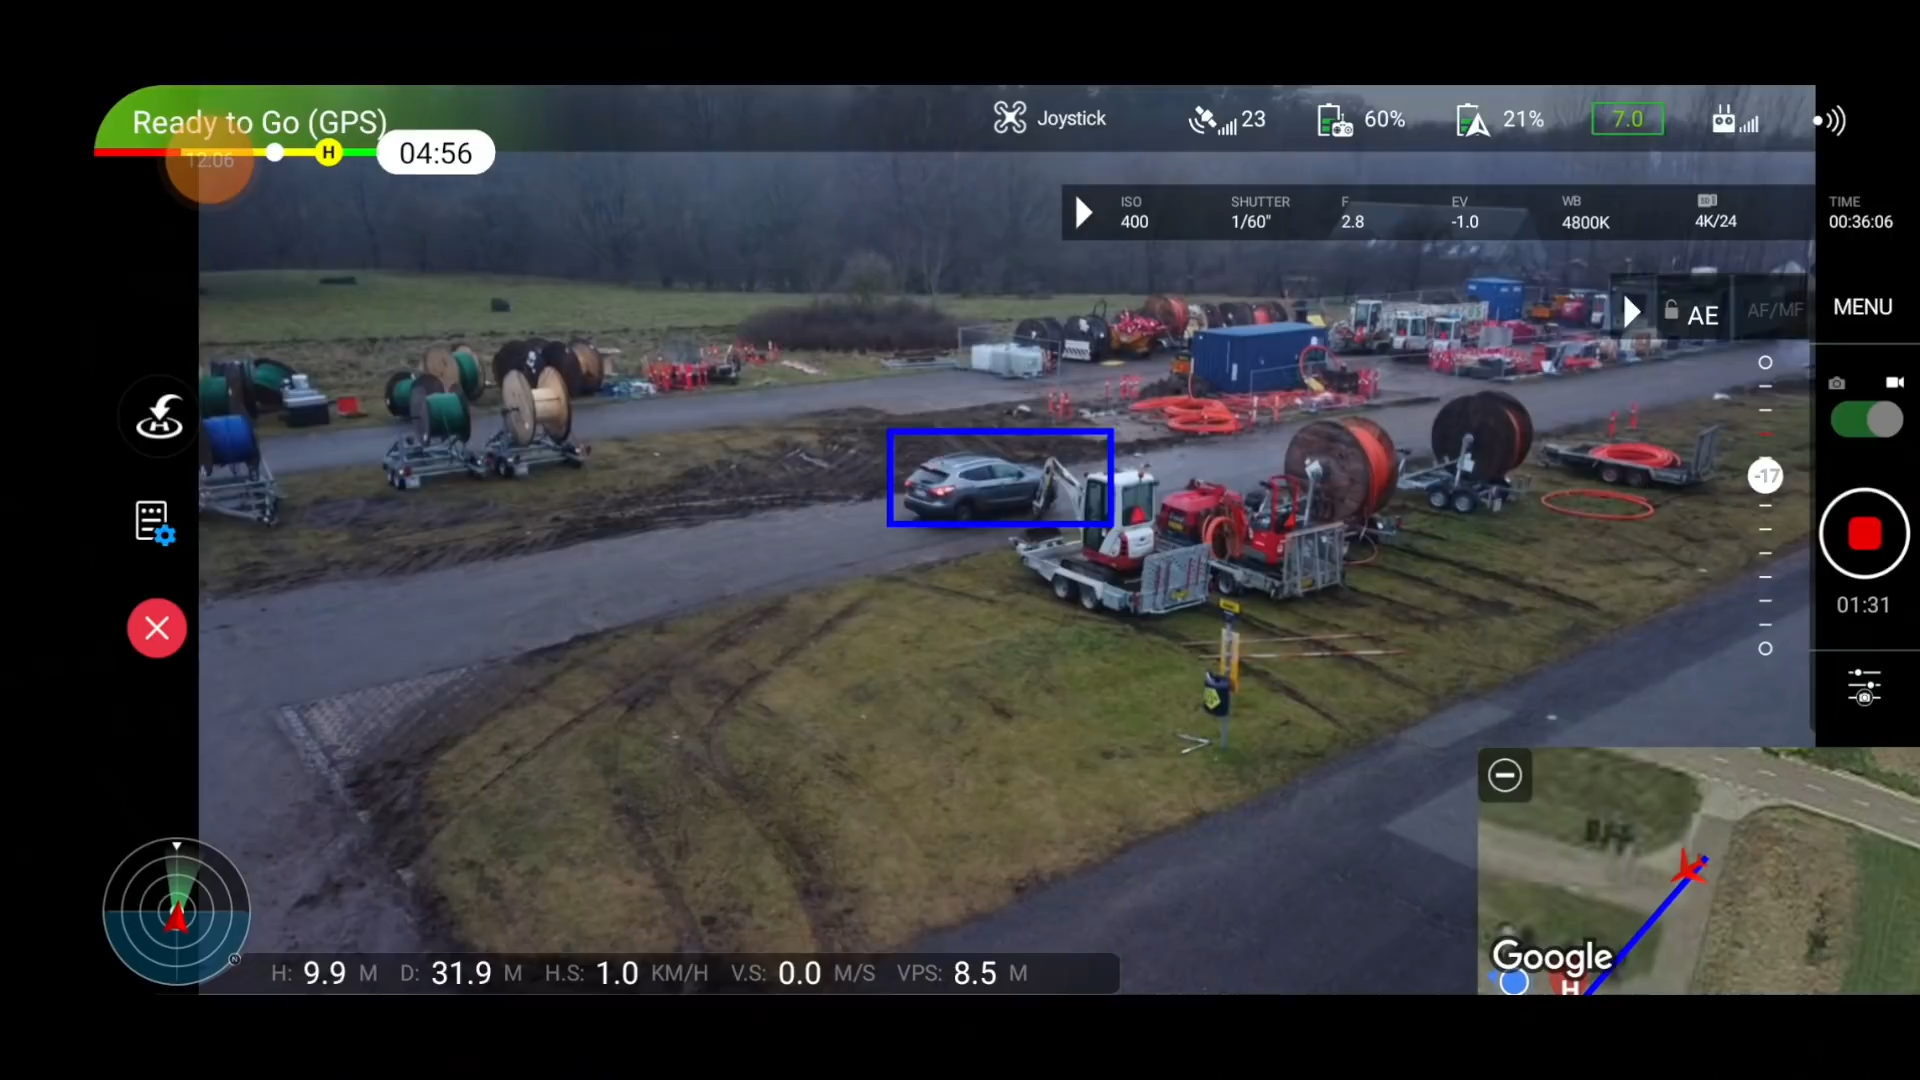 Ready to Go (GPS)
12:06
H
04:56
Joystick
23
60%
21%
7.0
ISO
400
SHUTTER
1/60"
F
2.8
EV
-1.0
WB
4800K
SD
4K/24
TIME
00:36:06
AE
AF/MF
MENU
-17
01:31
H: 9.9 M D: 31.9 M H.S: 1.0 KM/H V.S: 0.0 M/S VPS: 8.5 M
N
Google
H